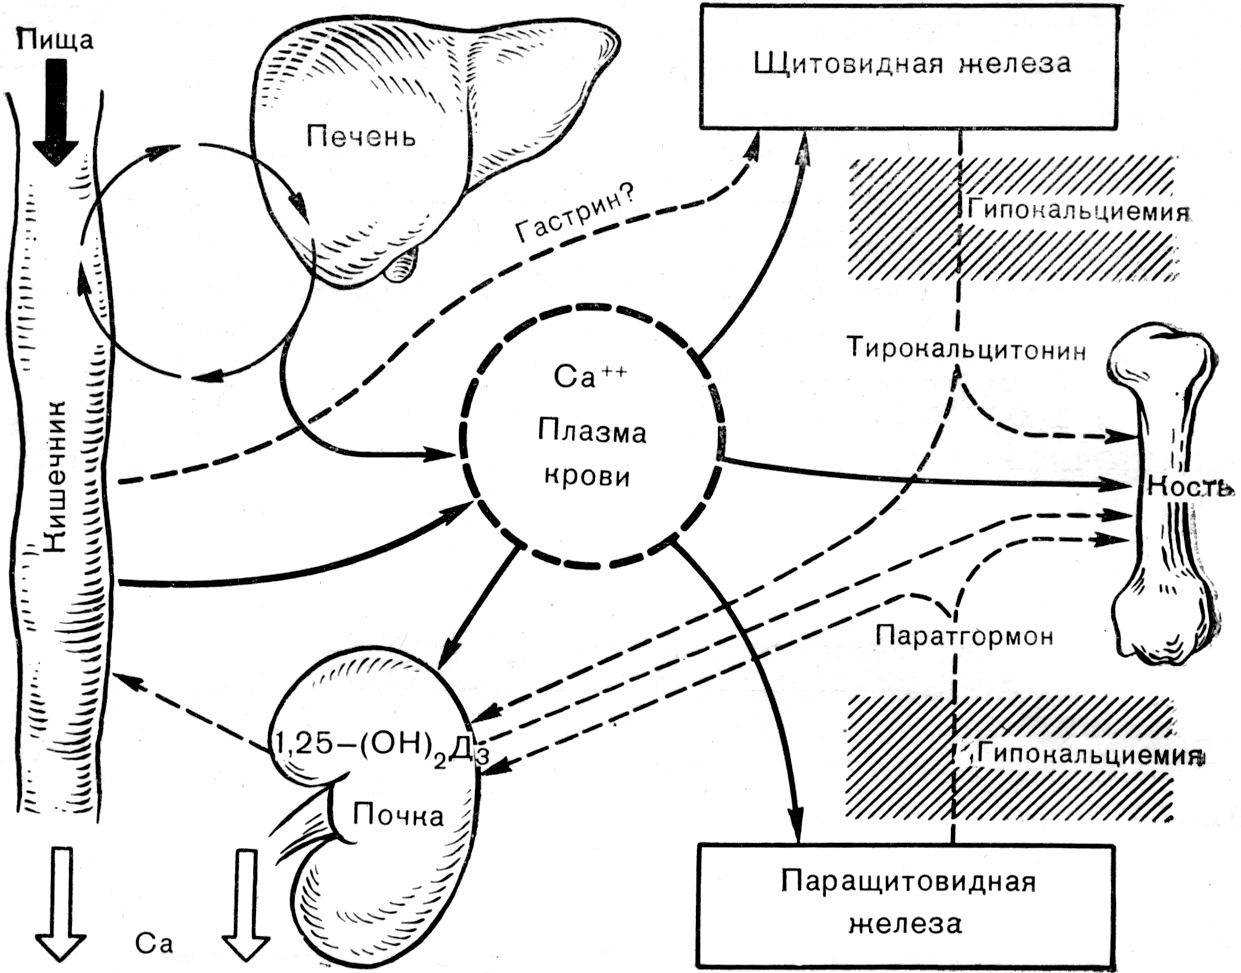 Пища
Щитовидная железа
Печень
Гастрин?
Гипокальциемия
Тирокальцитонин
Ca++
Плазма
крови
Кишечник
Кость
Паратгормон
1,25–(OH)2Д3
Гипокальциемия
Почка
Паращитовидная
железа
Ca